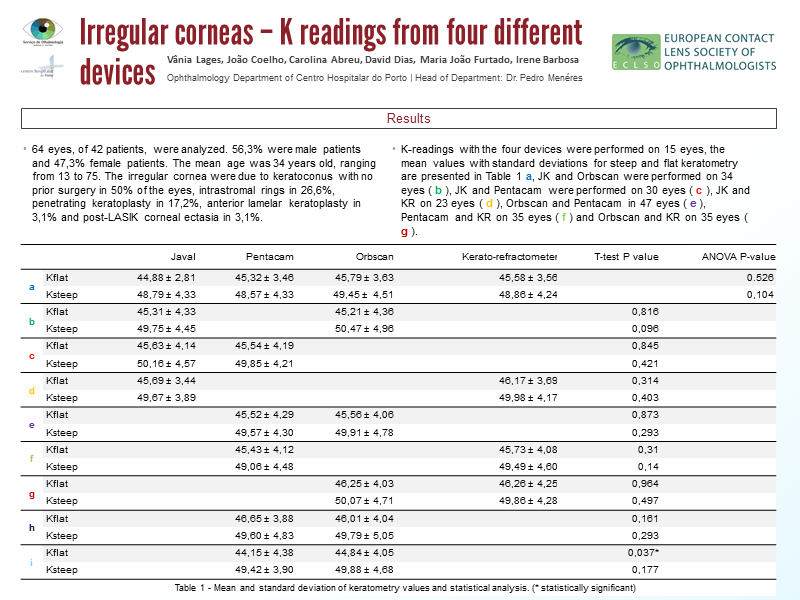 Irregular corneas – K readings from four different
devices
Vânia Lages, João Coelho, Carolina Abreu, David Dias, Maria João Furtado, Irene Barbosa
Ophthalmology Department of Centro Hospitalar do Porto | Head of Department: Dr. Pedro Menéres
Serviço de Oftalmologia
centro hospitalar
do Porto
E C L S O
EUROPEAN CONTACT
LENS SOCIETY OF
OPHTHALMOLOGISTS
Results
• 64 eyes, of 42 patients, were analyzed. 56,3% were male patients
and 47,3% female patients. The mean age was 34 years old, ranging
from 13 to 75. The irregular cornea were due to keratoconus with no
prior surgery in 50% of the eyes, intrastromal rings in 26,6%,
penetrating keratoplasty in 17,2%, anterior lamelar keratoplasty in
3,1% and post-LASIK corneal ectasia in 3,1%.
• K-readings with the four devices were performed on 15 eyes, the
mean values with standard deviations for steep and flat keratometry
are presented in Table 1 a, JK and Orbscan were performed on 34
eyes ( b ), JK and Pentacam were performed on 30 eyes ( c ), JK and
KR on 23 eyes ( d ), Orbscan and Pentacam in 47 eyes ( e ),
Pentacam and KR on 35 eyes ( f ) and Orbscan and KR on 35 eyes (
g ).
Javal Pentacam Orbscan Kerato-refractometer T-test P value ANOVA P-value
a Kflat 44,88 ± 2,81 45,32 ± 3,46 45,79 ± 3,63 45,58 ± 3,56 0.526
Ksteep 48,79 ± 4,33 48,57 ± 4,33 49,45 ± 4,51 48,86 ± 4,24 0,104
b Kflat 45,31 ± 4,33 45,21 ± 4,36 0,816
Ksteep 49,75 ± 4,45 50,47 ± 4,96 0,096
c Kflat 45,63 ± 4,14 45,54 ± 4,19 0,845
Ksteep 50,16 ± 4,57 49,85 ± 4,21 0,421
d Kflat 45,69 ± 3,44 46,17 ± 3,69 0,314
Ksteep 49,67 ± 3,89 49,98 ± 4,17 0,403
e Kflat 45,52 ± 4,29 45,56 ± 4,06 0,873
Ksteep 49,57 ± 4,30 49,91 ± 4,78 0,293
f Kflat 45,43 ± 4,12 45,73 ± 4,08 0,31
Ksteep 49,06 ± 4,48 49,49 ± 4,60 0,14
g Kflat 46,25 ± 4,03 46,26 ± 4,25 0,964
Ksteep 50,07 ± 4,71 49,86 ± 4,28 0,497
h Kflat 46,65 ± 3,88 46,01 ± 4,04 0,161
Ksteep 49,60 ± 4,83 49,79 ± 5,05 0,293
i Kflat 44,15 ± 4,38 44,84 ± 4,05 0,037*
Ksteep 49,42 ± 3,90 49,88 ± 4,68 0,177
Table 1 - Mean and standard deviation of keratometry values and statistical analysis. (* statistically significant)